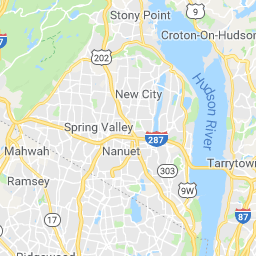 Stony Point
9
Croton-On-Hudson
202
87
New City
Hudson River
Spring Valley
287
Mahwah
Nanuet
Tarrytown
303
Ramsey
9W
17
87